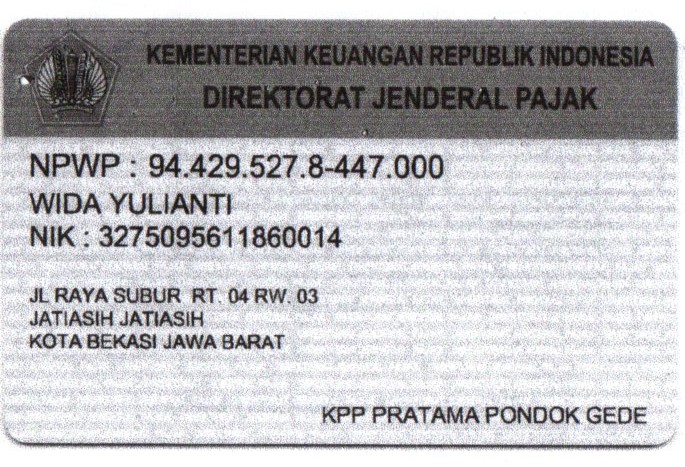 KEMENTERIAN KEUANGAN REPUBLIK INDONESIA
DIREKTORAT JENDERAL PAJAK
NPWP : 94.429.527.8-447.000
WIDA YULIANTI
NIK : 3275095611860014
JL RAYA SUBUR RT. 04 RW. 03
JATIASIH JATIASIH
KOTA BEKASI JAWA BARAT
KPP PRATAMA PONDOK GEDE